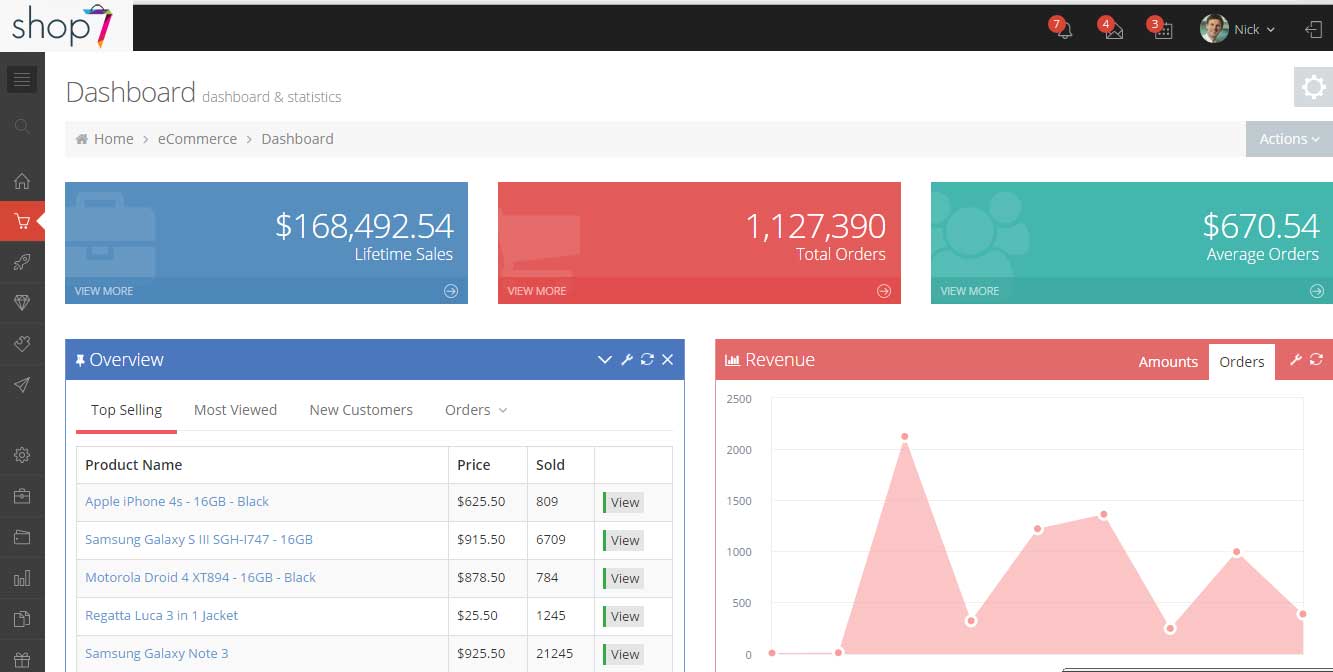 shop7
7 4 3 Nick
Dashboard dashboard & statistics
Home > eCommerce > Dashboard Actions
$168,492.54
Lifetime Sales
VIEW MORE
1,127,390
Total Orders
VIEW MORE
$670.54
Average Orders
VIEW MORE
Overview
Top Selling Most Viewed New Customers Orders
Product Name Price Sold
Apple iPhone 4s - 16GB - Black $625.50 809 View
Samsung Galaxy S III SGH-I747 - 16GB $915.50 6709 View
Motorola Droid 4 XT894 - 16GB - Black $878.50 784 View
Regatta Luca 3 in 1 Jacket $25.50 1245 View
Samsung Galaxy Note 3 $925.50 21245 View
Revenue Amounts Orders
2500
2000
1500
1000
500
0